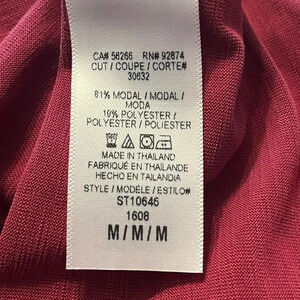 CA# 56266 RN# 92874
CUT / COUPE / CORTE#
30632
81% MODAL / MODAL /
MODA
19% POLYESTER /
POLYESTER / POLIESTER
MADE IN THAILAND
FABRIQUÉ EN THAÏLANDE
HECHO EN TAILANDIA
STYLE / MODÈLE / ESTILO#
ST10646
1608
M / M / M